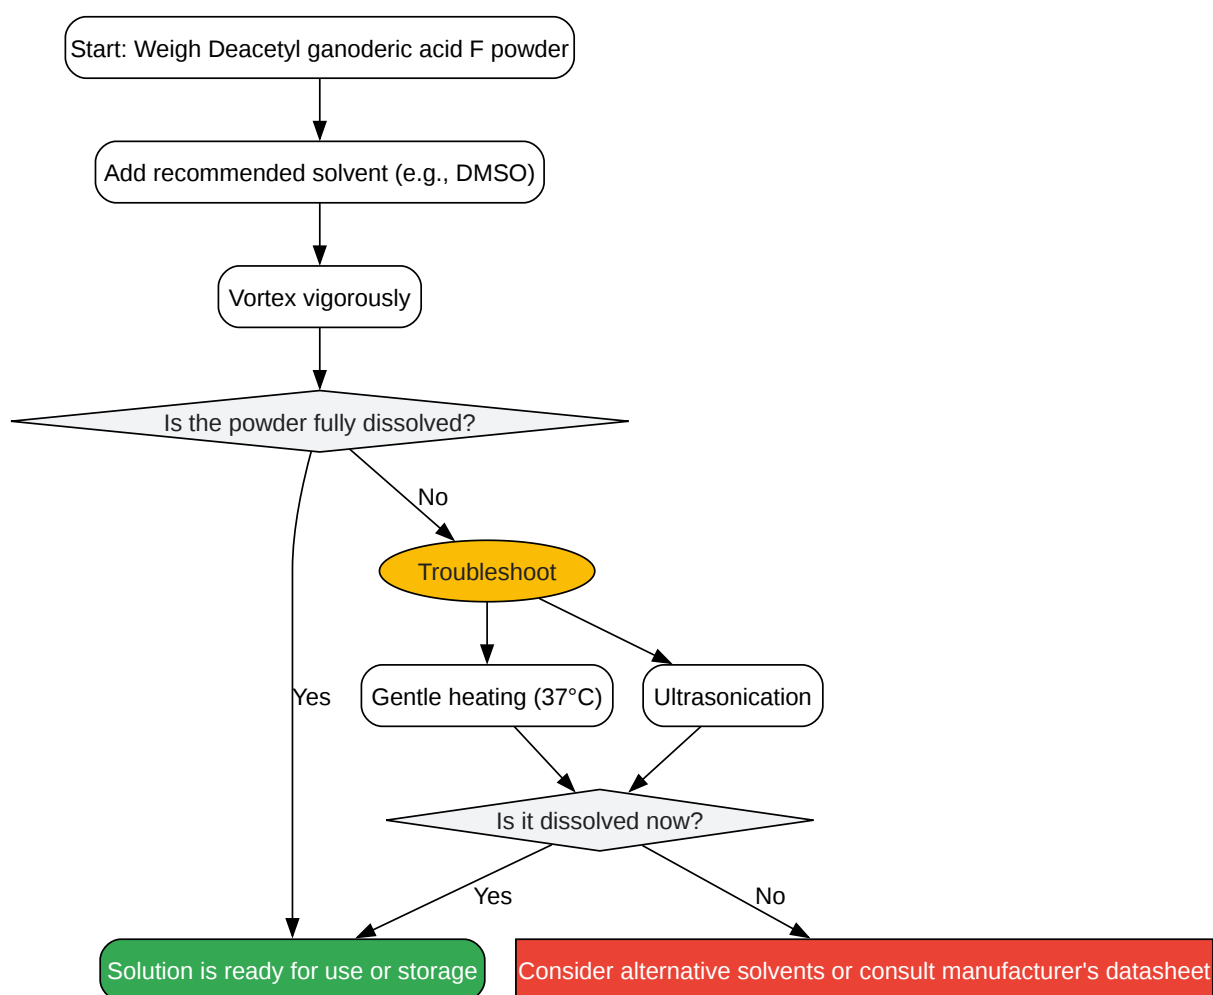 Start: Weigh Deacetyl ganoderic acid F powder
Add recommended solvent (e.g., DMSO)
Vortex vigorously
Is the powder fully dissolved?
No
Troubleshoot
Yes
Gentle heating (37°C)
Ultrasonication
Is it dissolved now?
Yes
No
Solution is ready for use or storage
Consider alternative solvents or consult manufacturer's datasheet